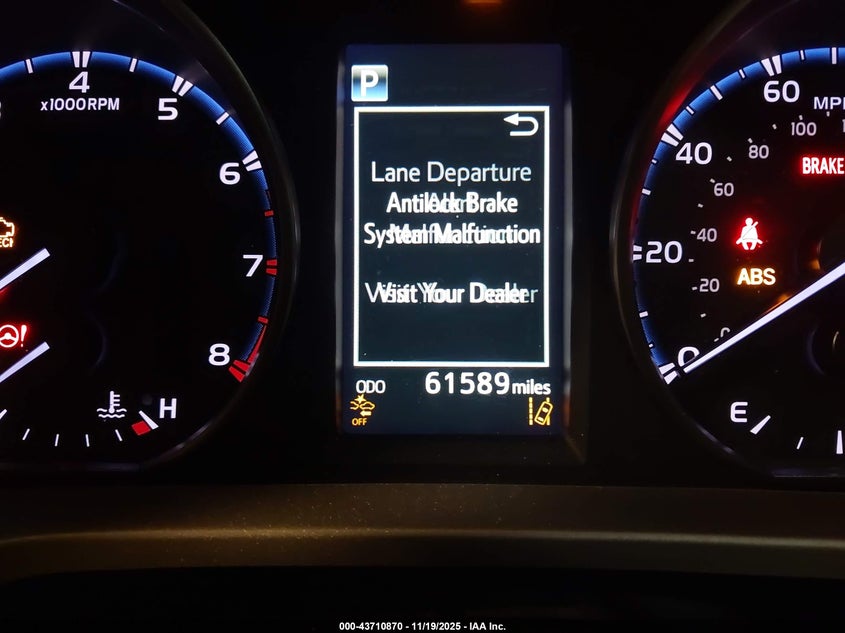 4
x1000RPM
5
6
7
8
H
P
Lane Departure
Antilock Brake
System Malfunction
Visit Your Dealer
ODO 61589 miles
OFF
60
MPH
100
40
80
BRAKE
60
20
40
ABS
20
0
0
E
000-43710870 - 11/19/2025 - IAA Inc.